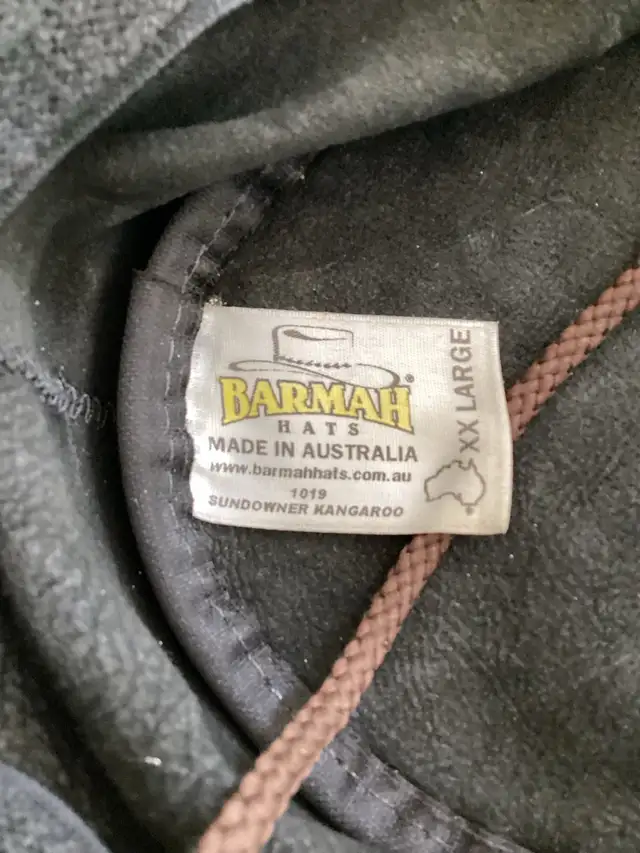 BARMAH®
HATS
MADE IN AUSTRALIA
www.barmahhats.com.au
1019
SUNDOWNER KANGAROO
XX LARGE
®